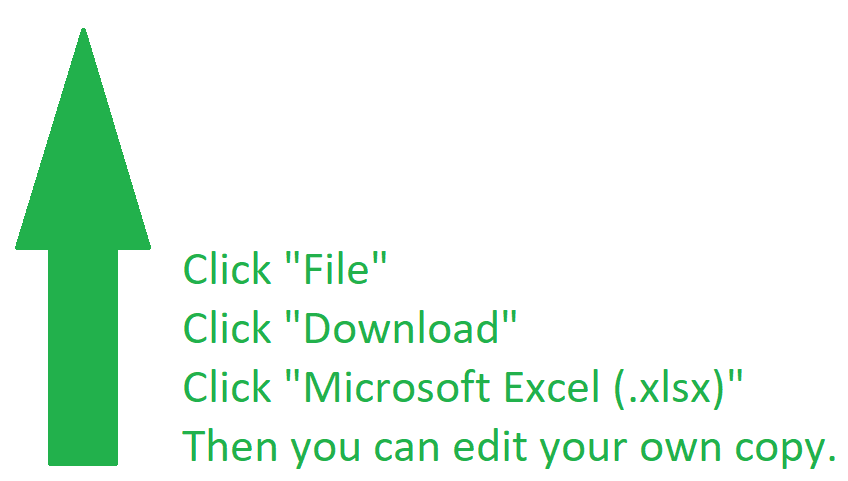 Click "File"
Click "Download"
Click "Microsoft Excel (.xlsx)"
Then you can edit your own copy.